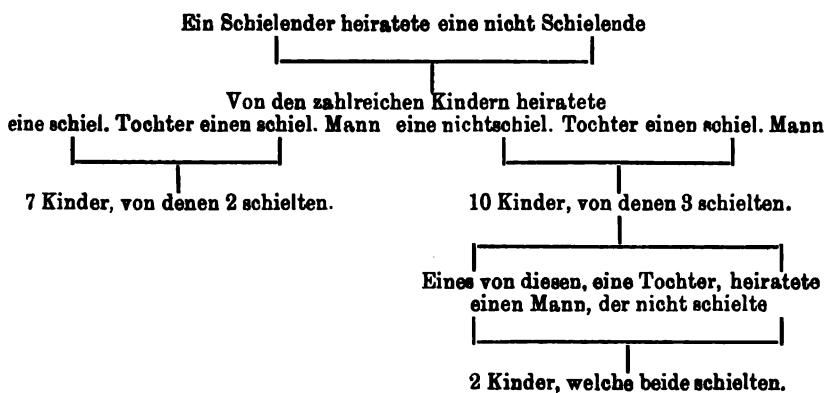 Ein Schielender heiratete eine nicht Schielende
Von den zahlreichen Kindern heiratete
eine schiel. Tochter einen schiel. Mann eine nichtschiel. Tochter einen schiel. Mann
7 Kinder, von denen 2 schielten.
10 Kinder, von denen 3 schielten.
Eines von diesen, eine Tochter, heiratete
einen Mann, der nicht schielte
2 Kinder, welche beide schielten.